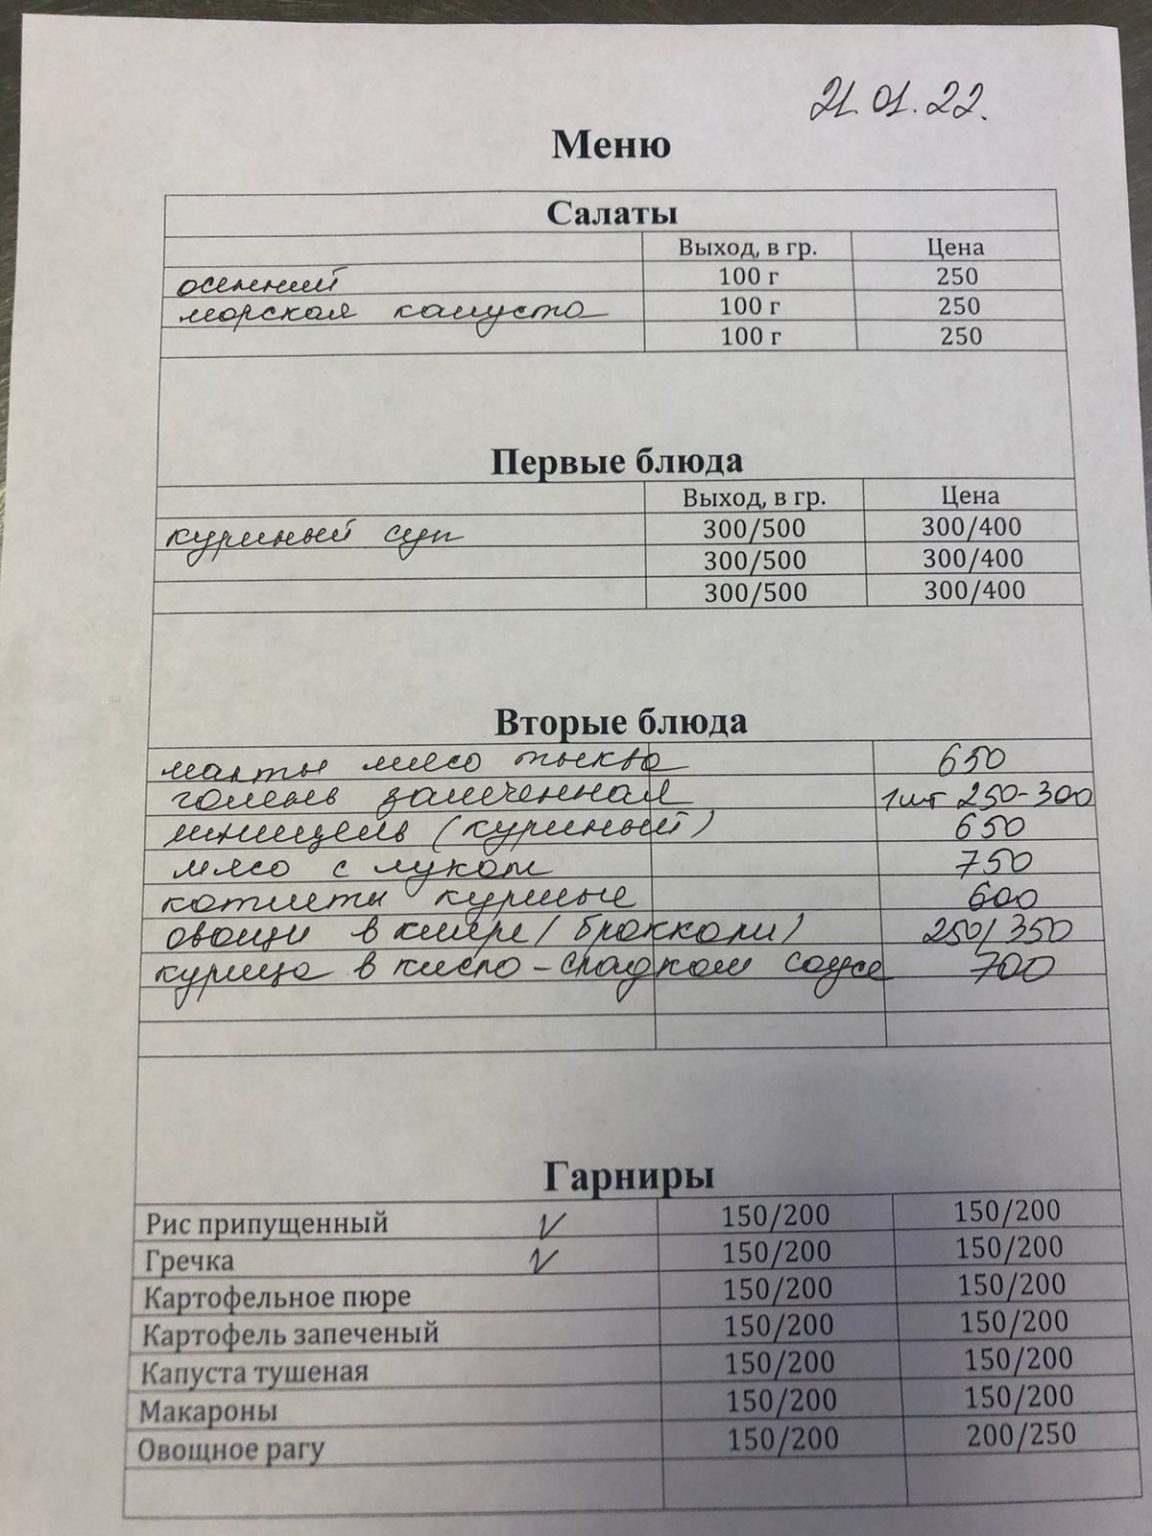 21.01.22.
Меню
Салаты
Выход, в гр. Цена
осенний 100 г 250
морская капуста 100 г 250
100 г 250
Первые блюда
Выход, в гр. Цена
куриный суп 300/500 300/400
300/500 300/400
300/500 300/400
Вторые блюда
манты мясо тыква 650
голень запеченная 1шт 250-300
шницель (куриный) 650
мясо с луком 750
котлеты куриные 600
овощи в кляре (брокколи) 250/350
курица в кисло-сладком соусе 700
Гарниры
Рис припущенный V 150/200 150/200
Гречка V 150/200 150/200
Картофельное пюре 150/200 150/200
Картофель запеченый 150/200 150/200
Капуста тушеная 150/200 150/200
Макароны 150/200 150/200
Овощное рагу 150/200 200/250